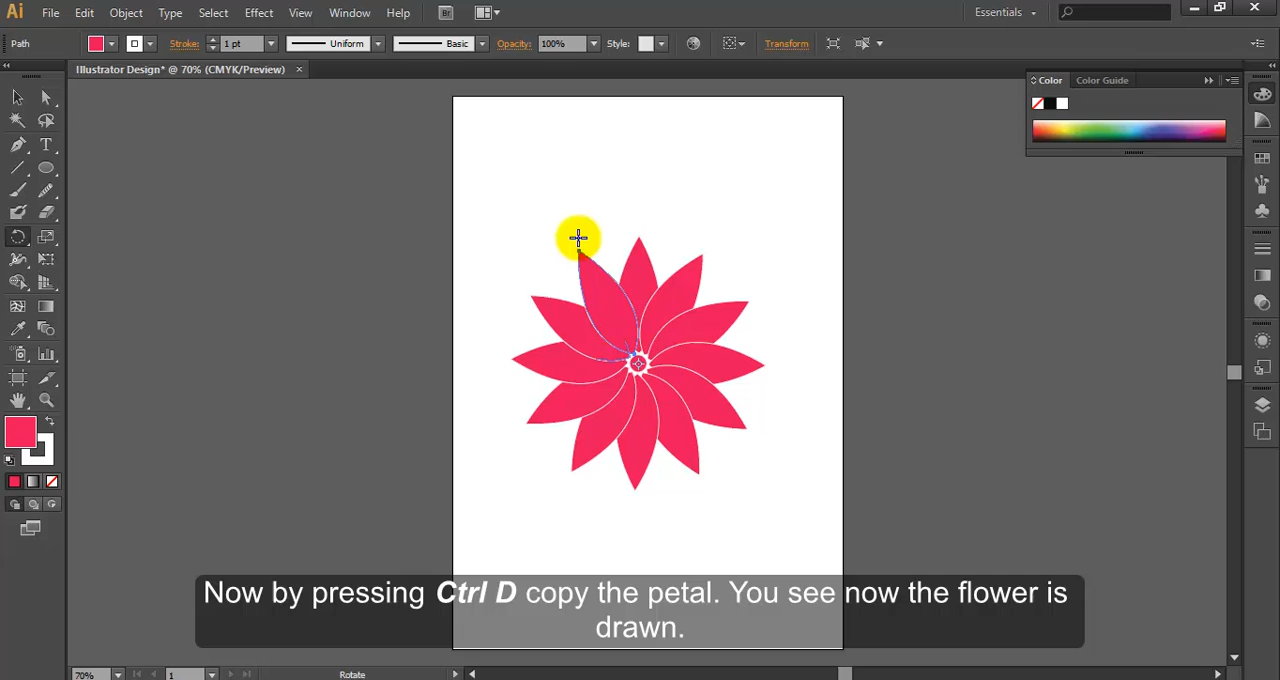 Ai File Edit Object Type Select Effect View Window Help Br Essentials
Path Stroke: 1 pt Uniform Basic Opacity: 100% Style: Transform
Illustrator Design* @ 70% (CMYK/Preview) ×
Color Color Guide
T
Now by pressing Ctrl D copy the petal. You see now the flower is
drawn.
70% 1 Rotate